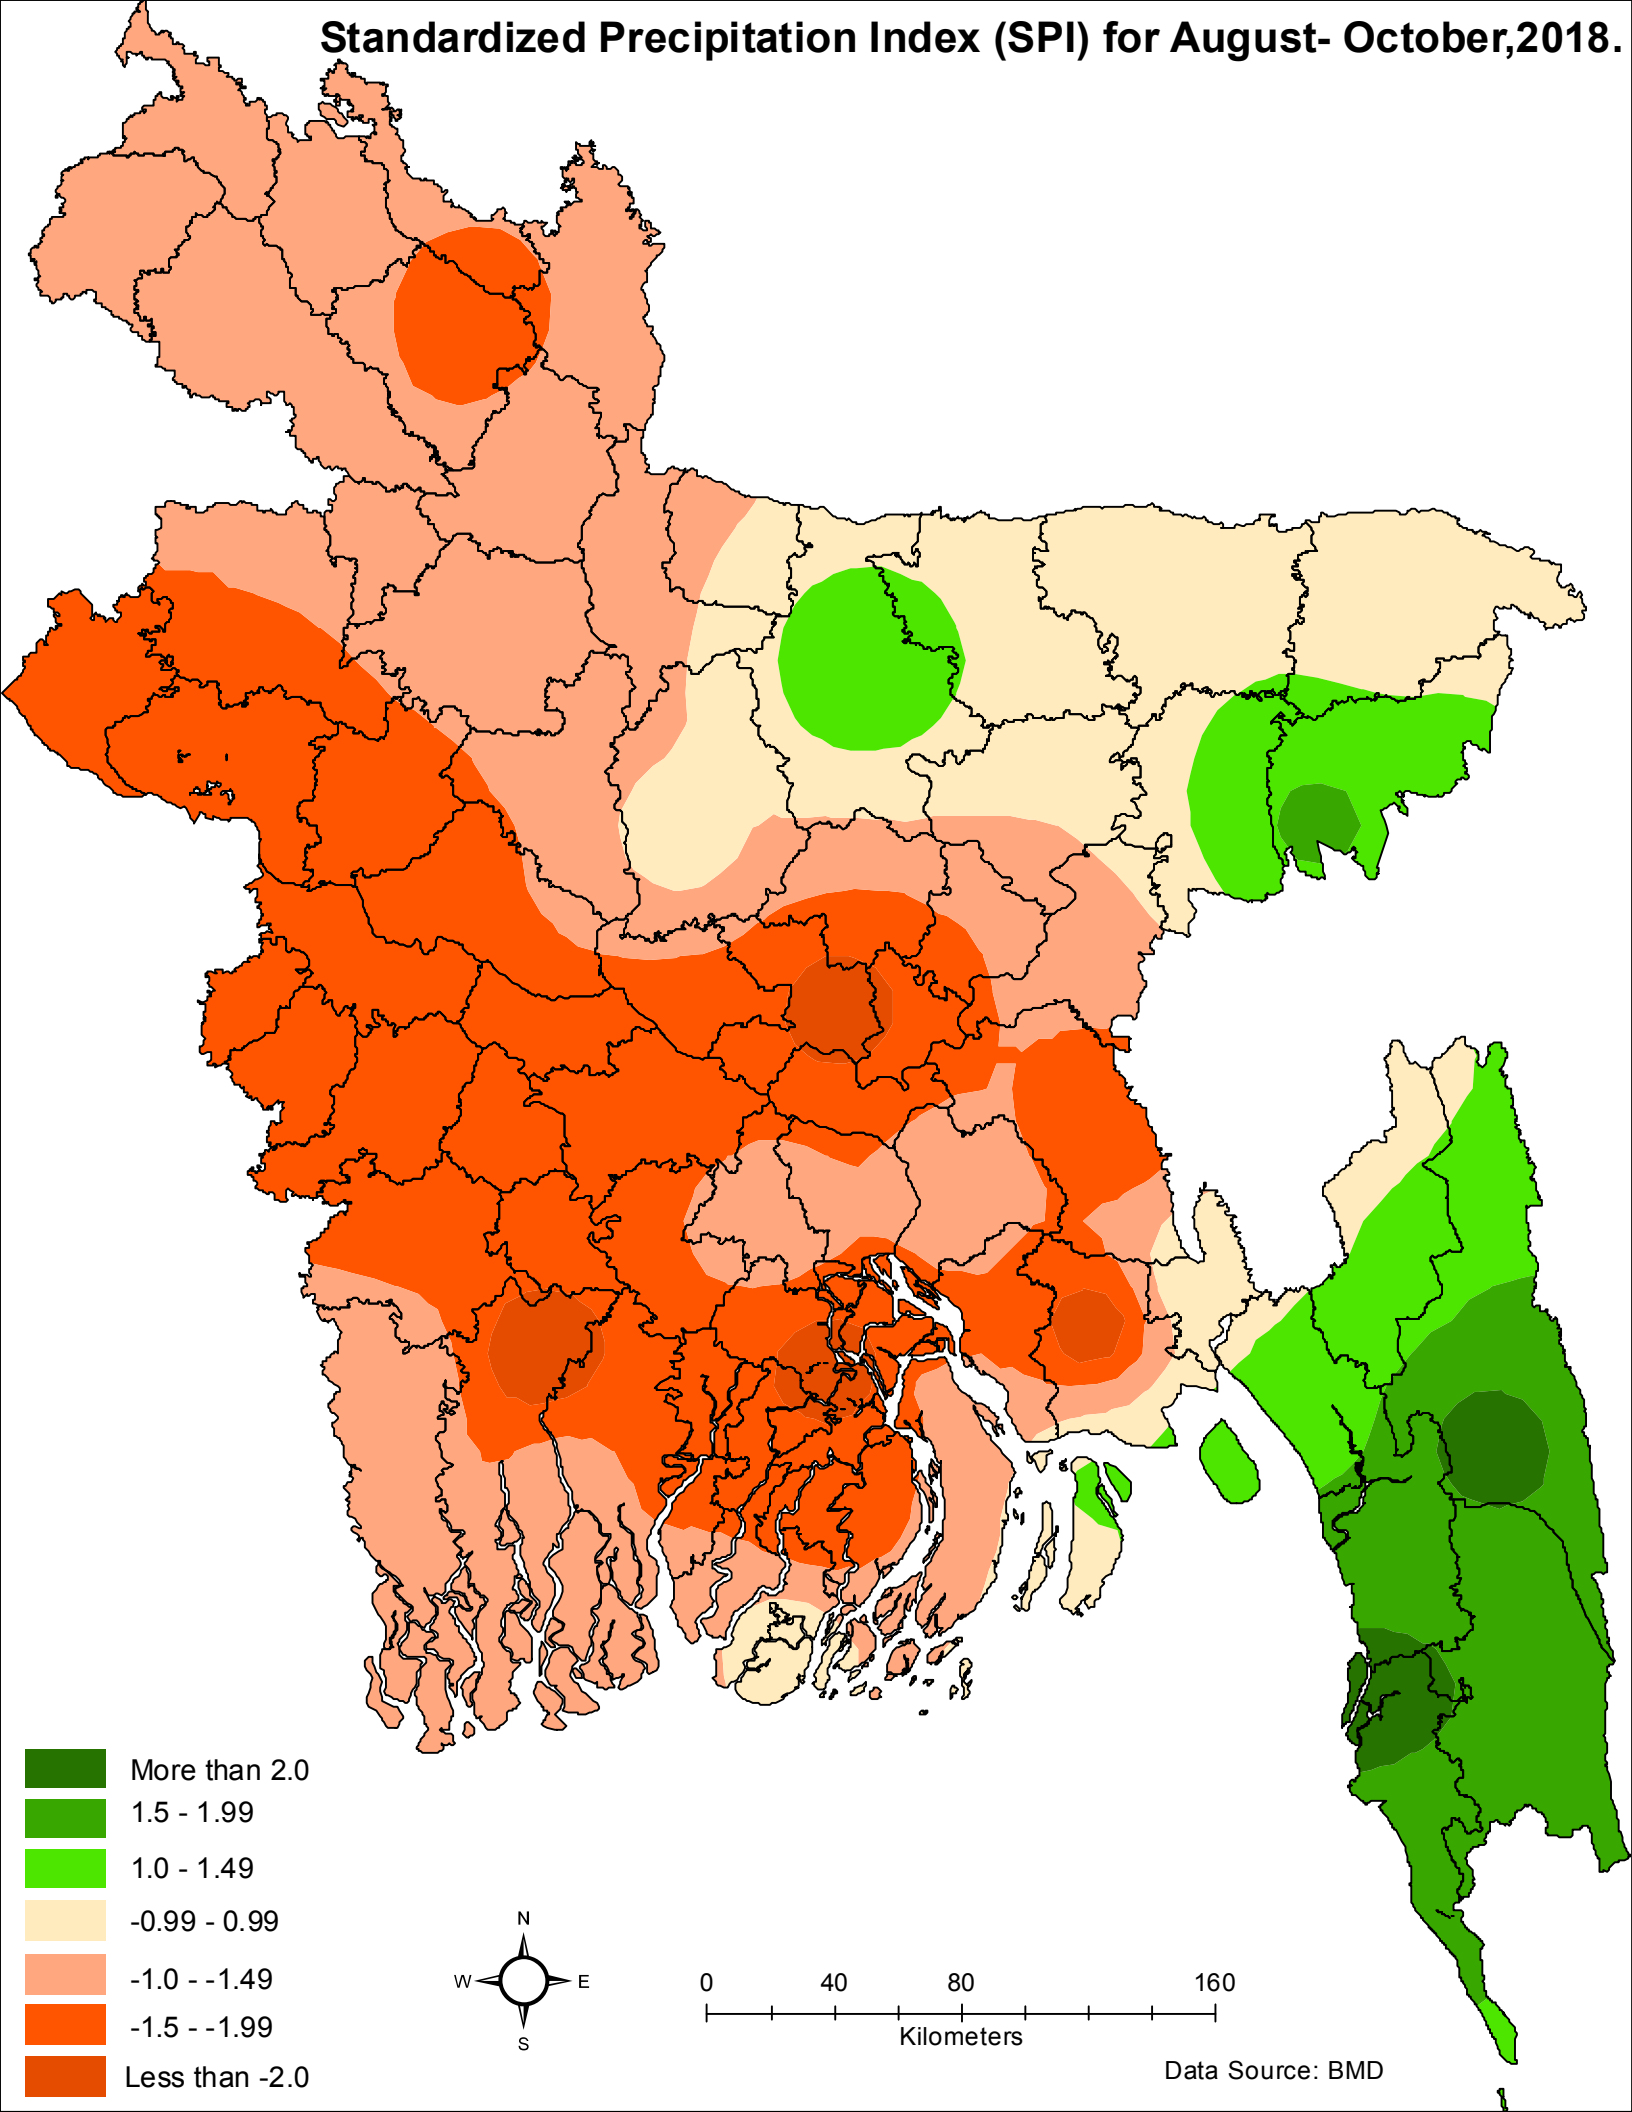 Standardized Precipitation Index (SPI) for August- October,2018.
More than 2.0
1.5 - 1.99
1.0 - 1.49
-0.99 - 0.99
-1.0 - -1.49
-1.5 - -1.99
Less than -2.0
N
W E
S
0 40 80 160
Kilometers
Data Source: BMD